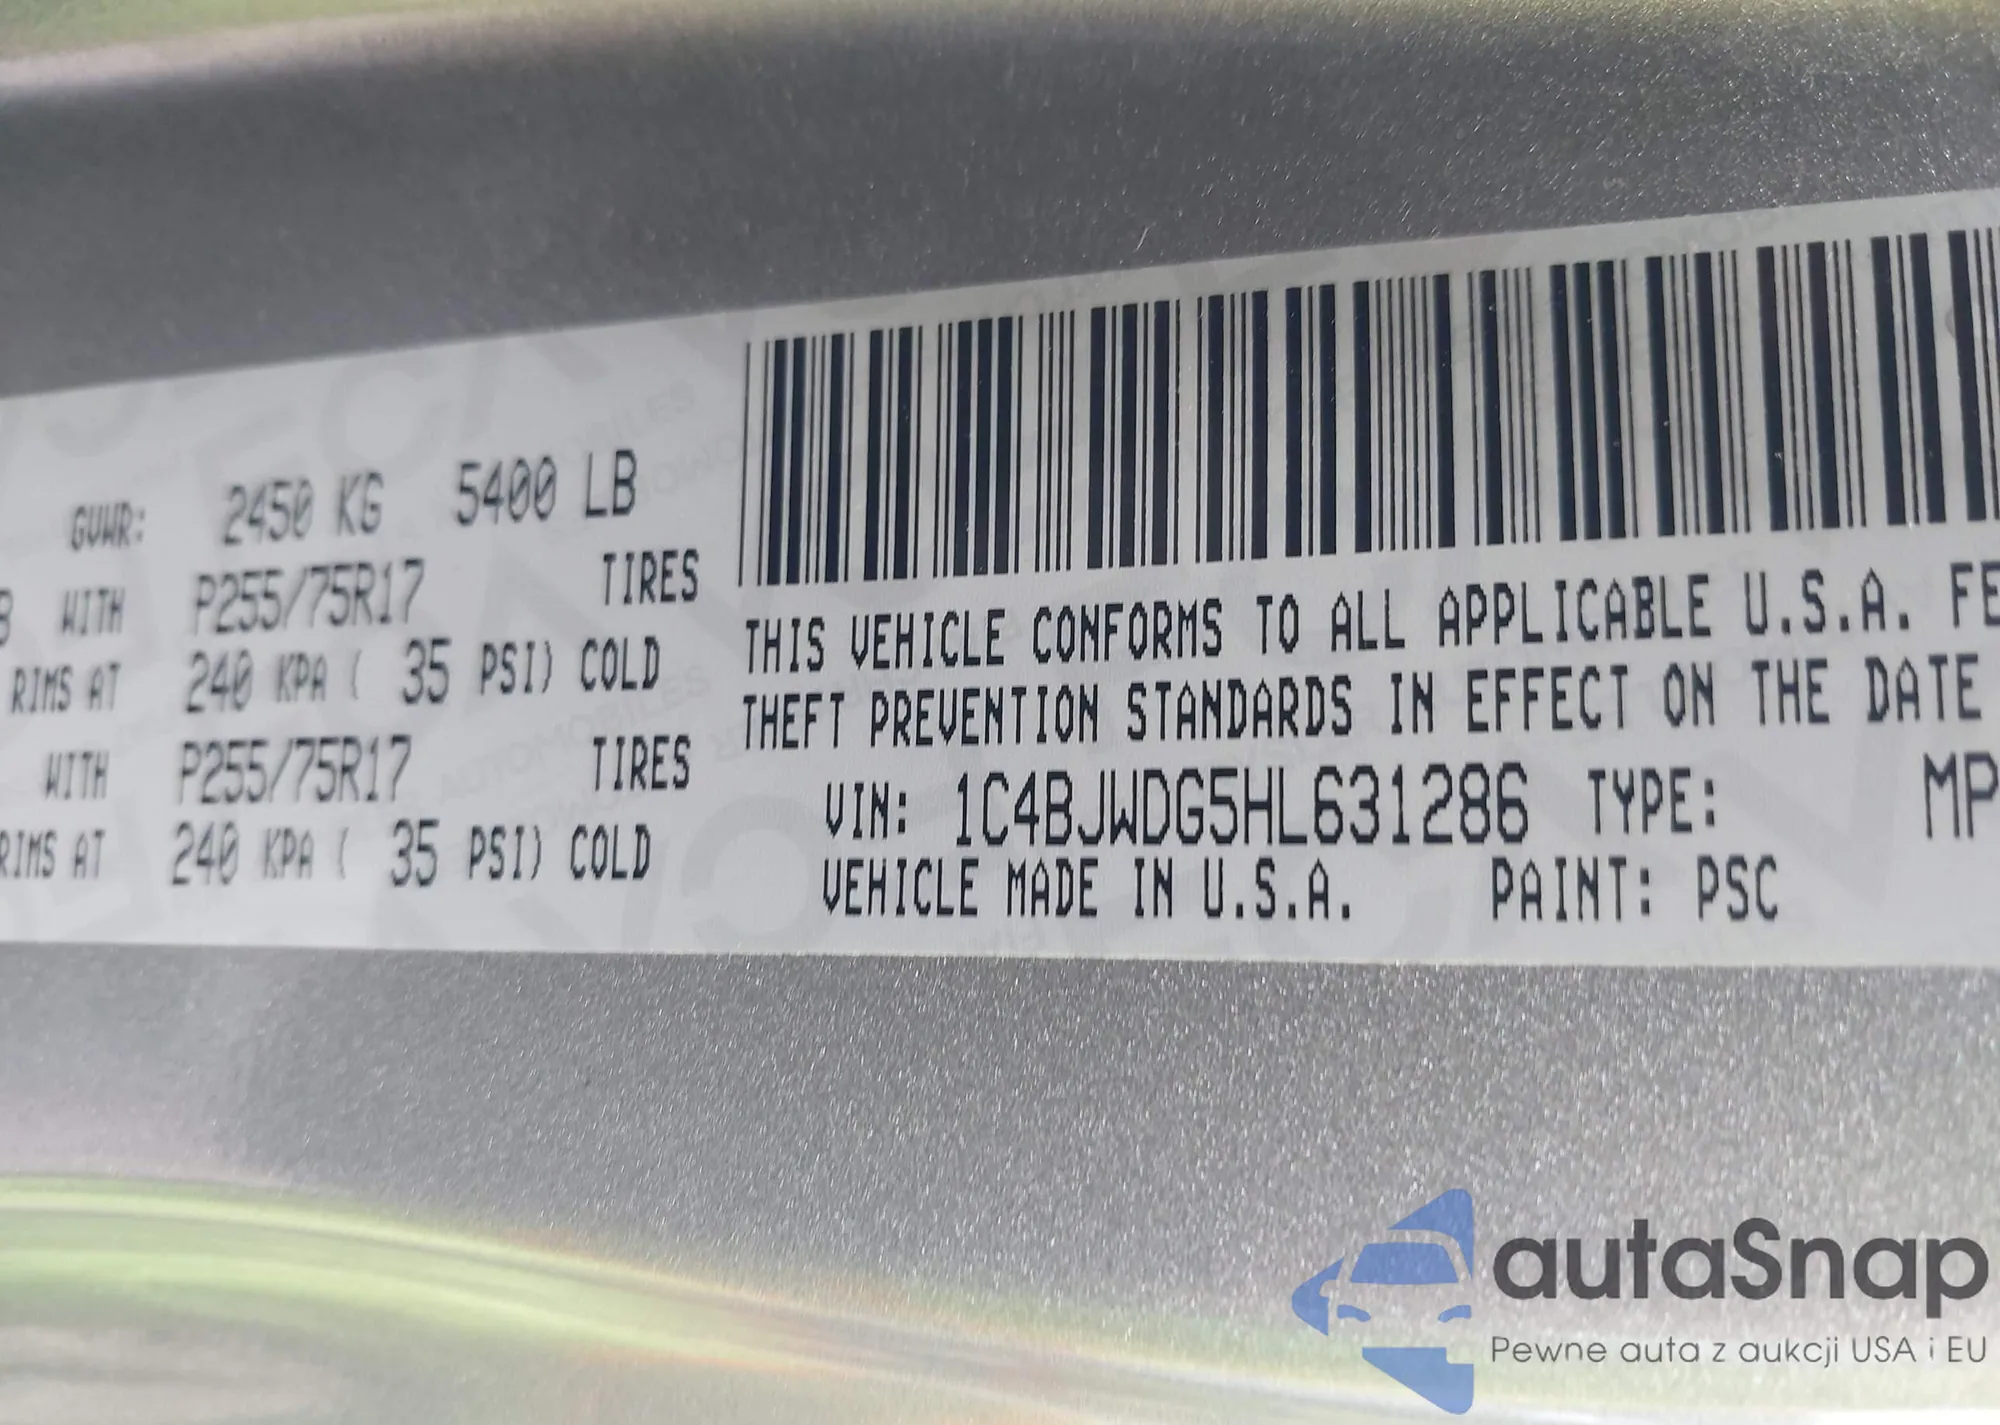 GVWR: 2450 KG 5400 LB
B WITH P255/75R17 TIRES
RIMS AT 240 KPA ( 35 PSI) COLD
WITH P255/75R17 TIRES
RIMS AT 240 KPA ( 35 PSI) COLD
THIS VEHICLE CONFORMS TO ALL APPLICABLE U.S.A. FE
THEFT PREVENTION STANDARDS IN EFFECT ON THE DATE
VIN: 1C4BJWDG5HL631286 TYPE: MP
VEHICLE MADE IN U.S.A. PAINT: PSC
autaSnap
Pewne auta z aukcji USA i EU